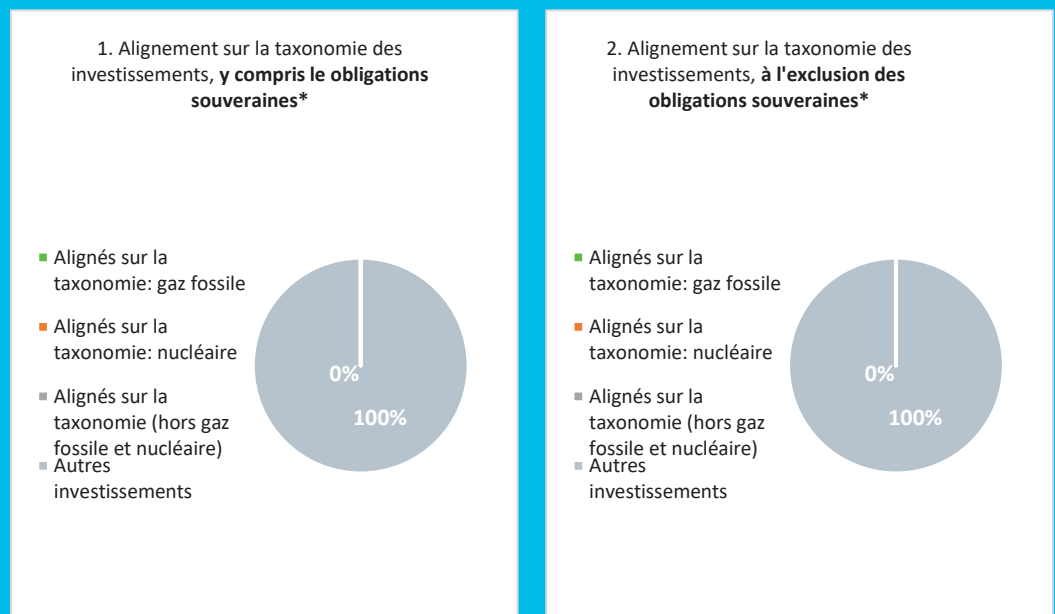 1. Alignement sur la taxonomie des
investissements, y compris le obligations
souveraines*
Alignés sur la
taxonomie: gaz fossile
Alignés sur la
taxonomie: nucléaire
Alignés sur la
taxonomie (hors gaz
fossile et nucléaire)
Autres
investissements
0%
100%
2. Alignement sur la taxonomie des
investissements, à l'exclusion des
obligations souveraines*
Alignés sur la
taxonomie: gaz fossile
Alignés sur la
taxonomie: nucléaire
Alignés sur la
taxonomie (hors gaz
fossile et nucléaire)
Autres
investissements
0%
100%